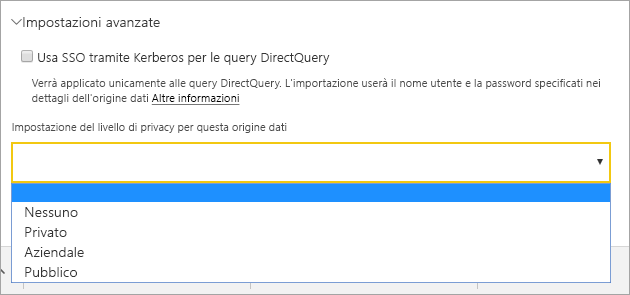 Impostazioni avanzate
Usa SSO tramite Kerberos per le query DirectQuery
Verrà applicato unicamente alle query DirectQuery. L'importazione userà il nome utente e la password specificati nei
dettagli dell'origine dati Altre informazioni
Impostazione del livello di privacy per questa origine dati
Nessuno
Privato
Aziendale
Pubblico